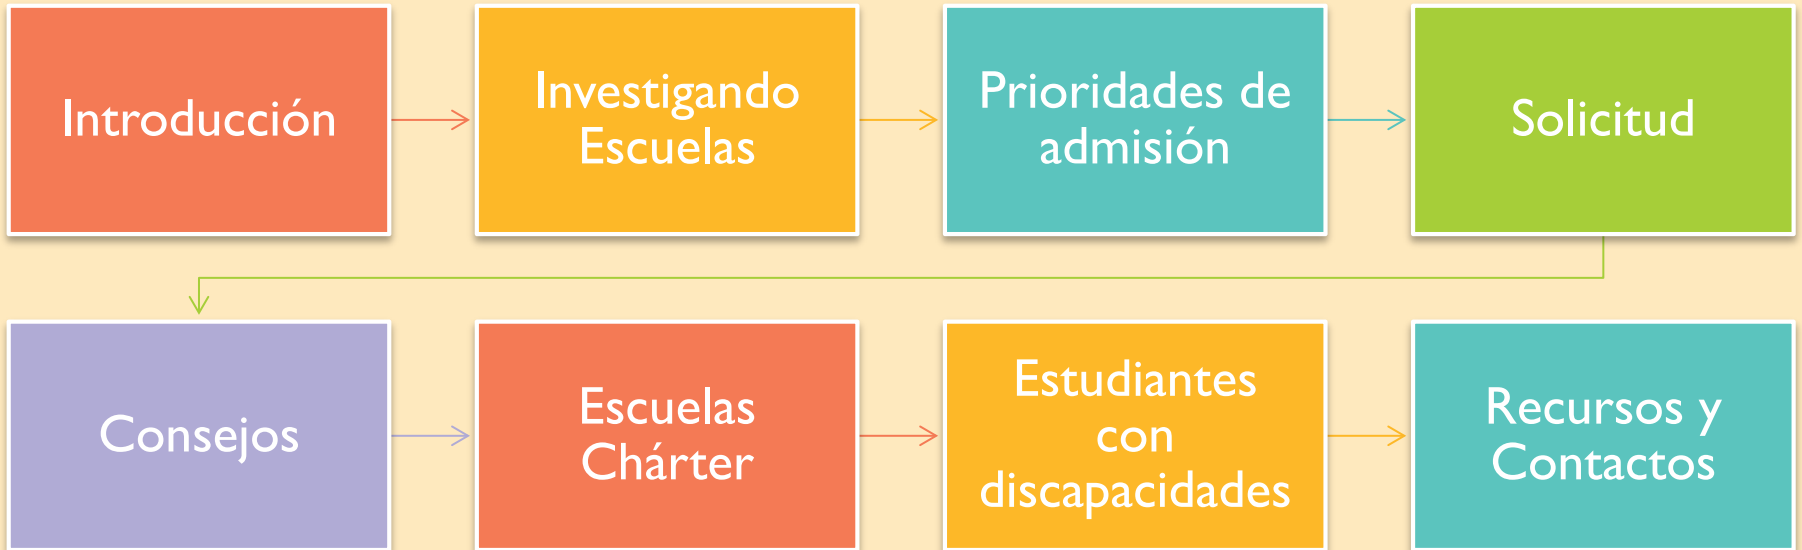 Introducción
Investigando
Escuelas
Prioridades de
admisión
Solicitud
Consejos
Escuelas
Chárter
Estudiantes
con
discapacidades
Recursos y
Contactos